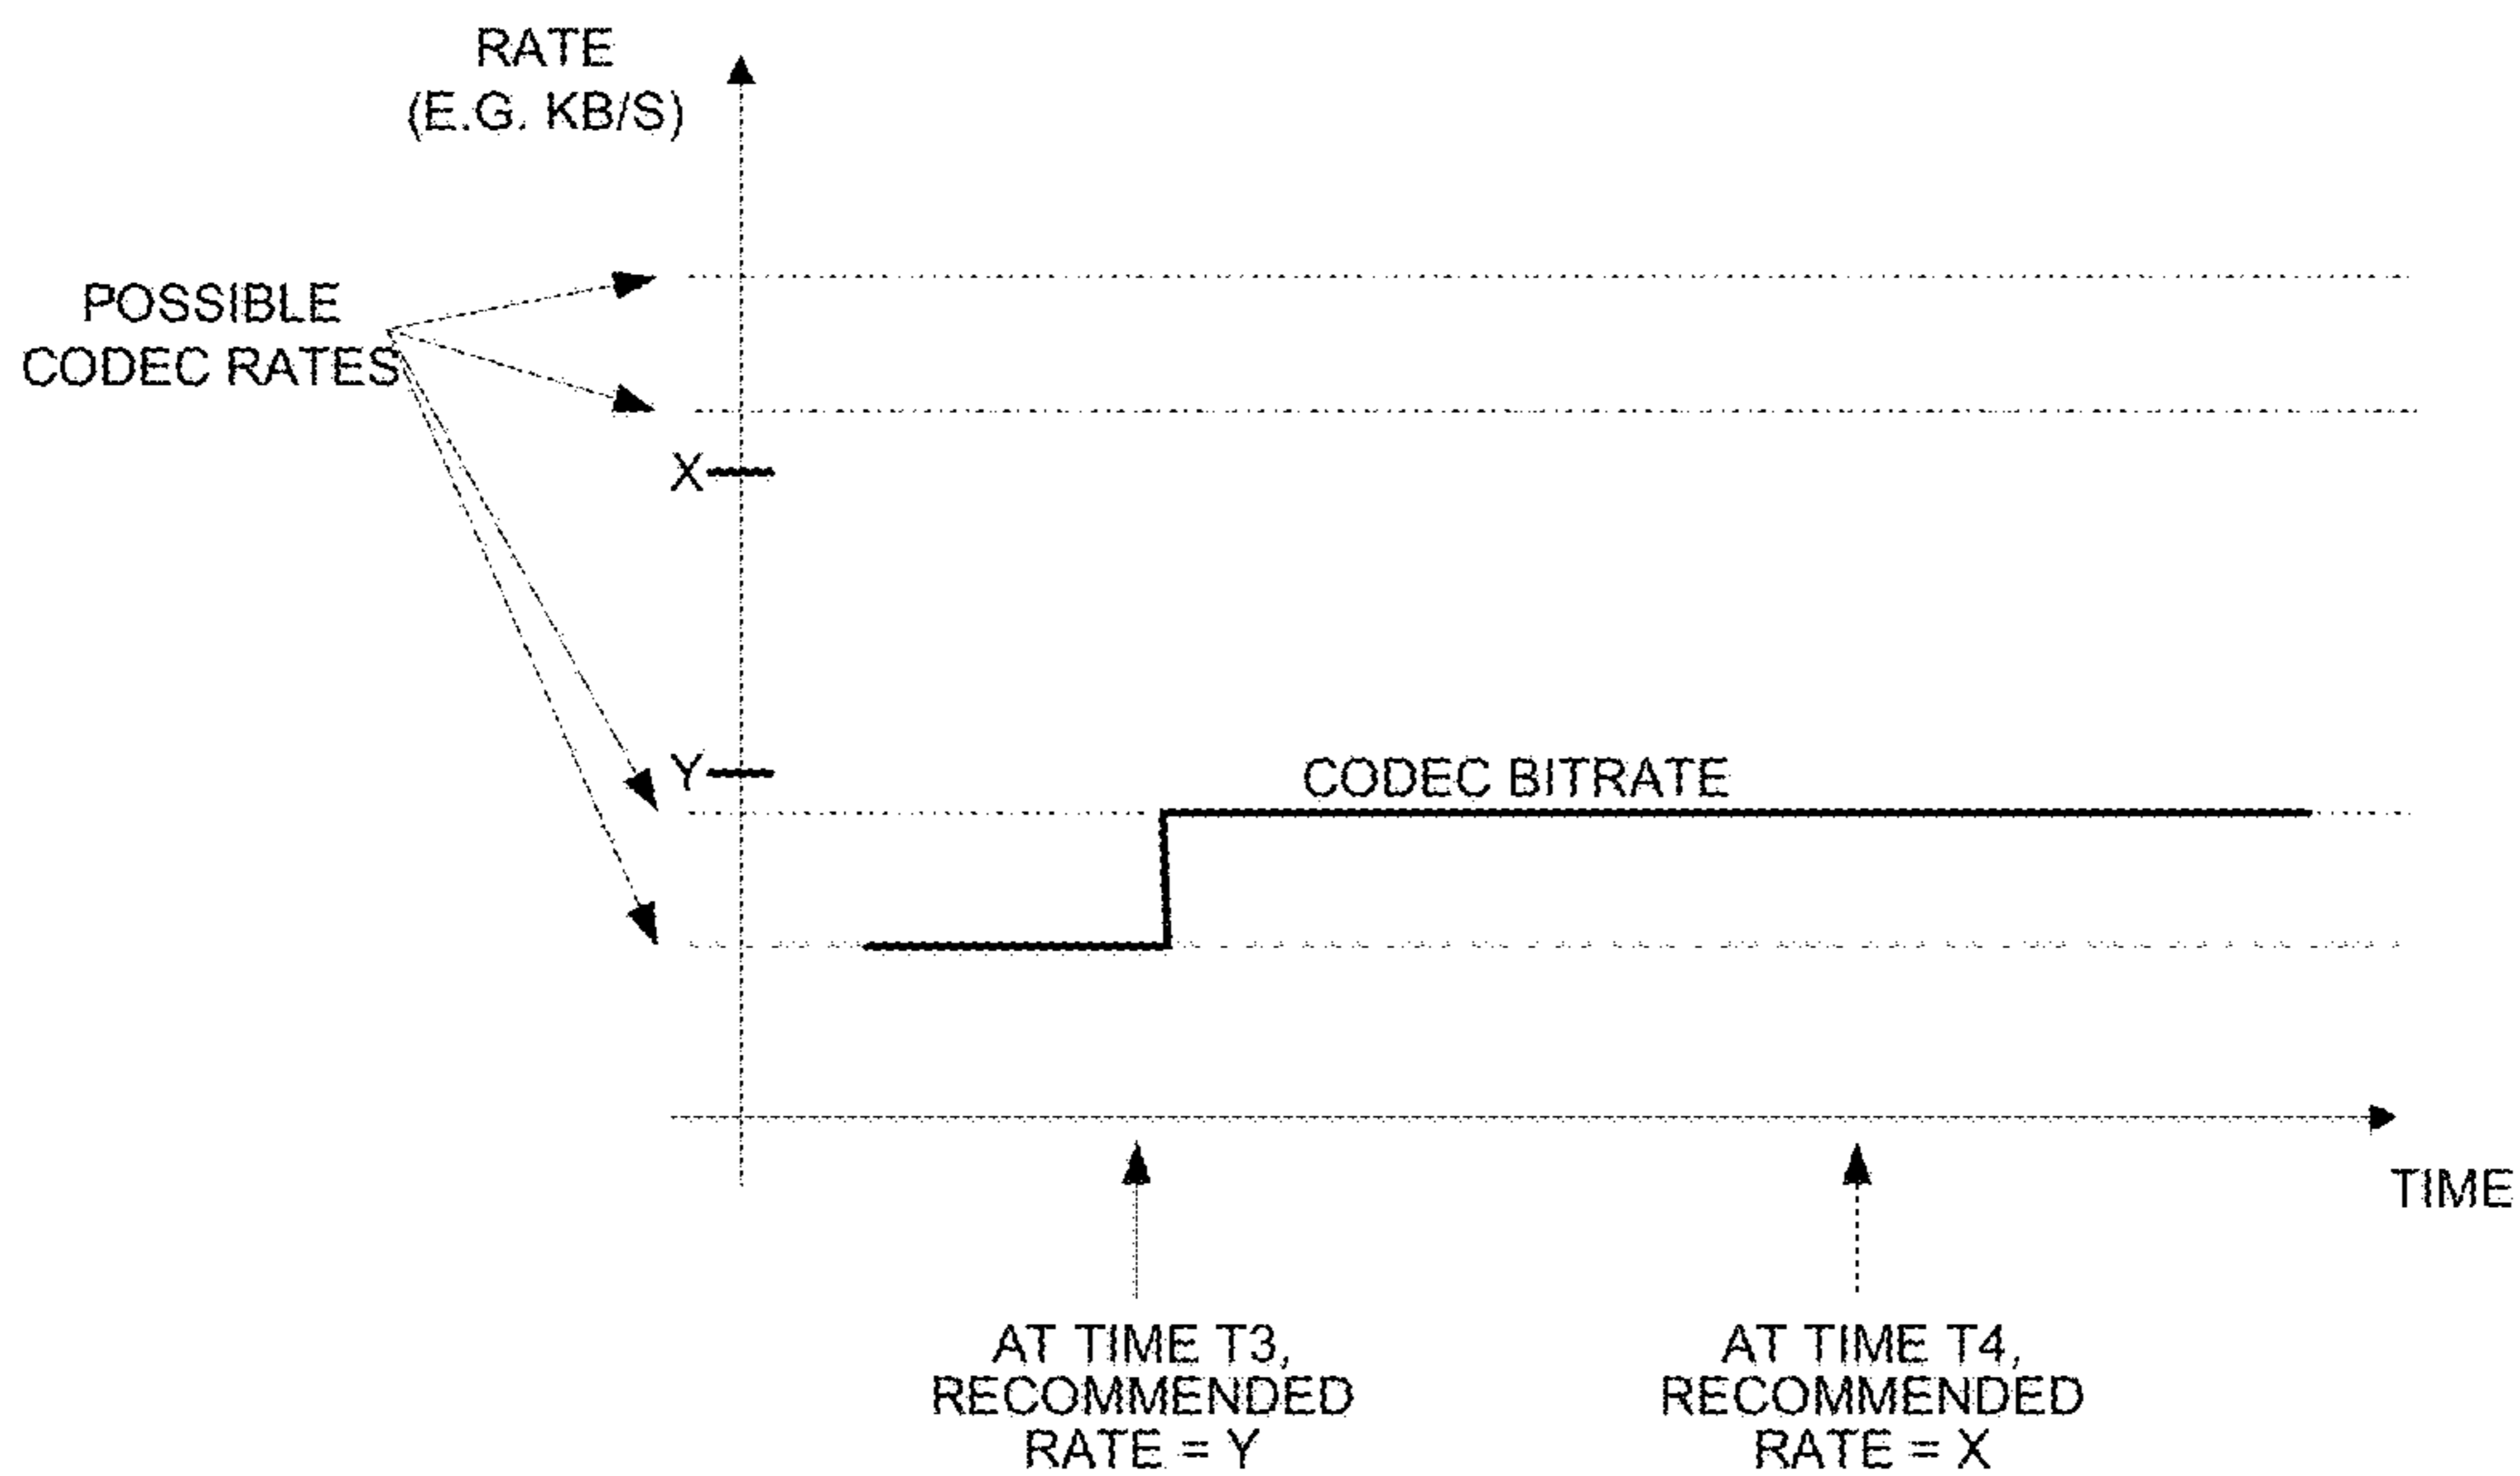 RATE
(E.G. KB/S)
POSSIBLE
CODEC RATES
X
Y
CODEC BITRATE
TIME
AT TIME T3,
RECOMMENDED
RATE = Y
AT TIME T4,
RECOMMENDED
RATE = X